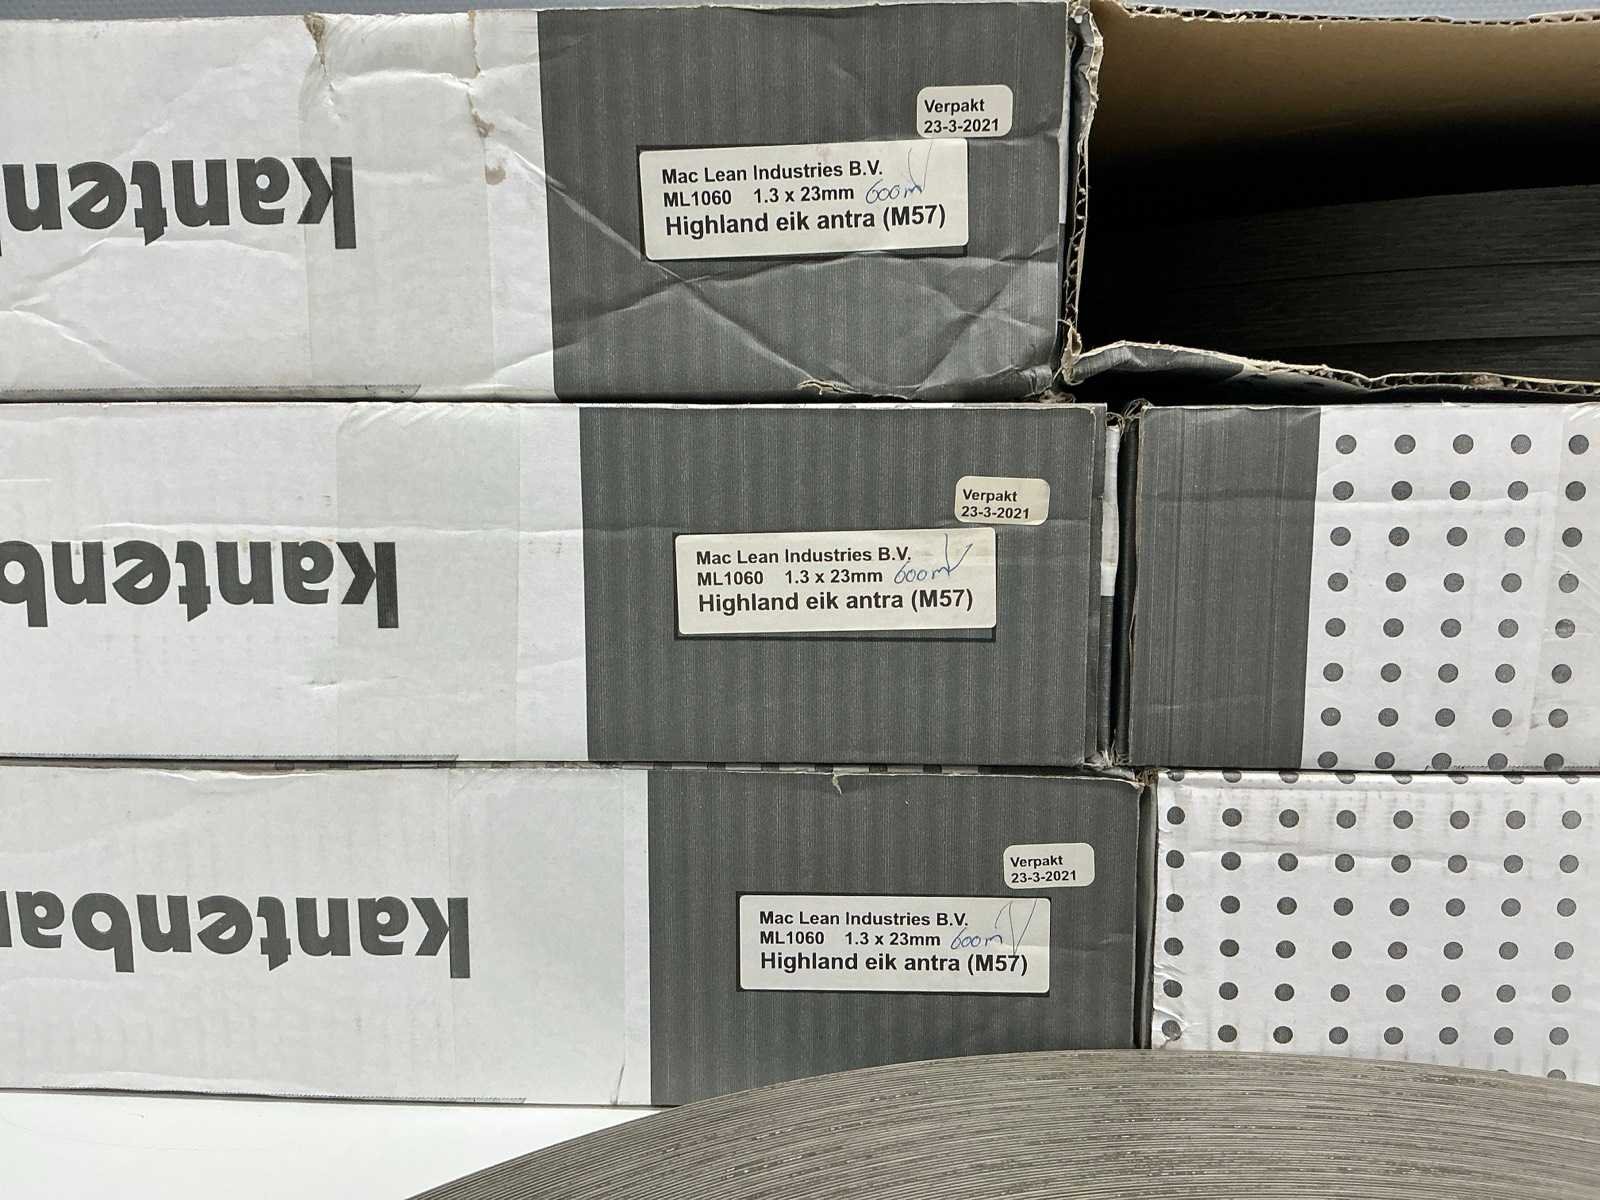 Verpakt
23-3-2021
Mac Lean Industries B.V.
ML1060 1.3 x 23mm 600m
Highland eik antra (M57)
kanten
Verpakt
23-3-2021
Mac Lean Industries B.V.
ML1060 1.3 x 23mm 600m
Highland eik antra (M57)
kantenb
Verpakt
23-3-2021
Mac Lean Industries B.V.
ML1060 1.3 x 23mm 600m
Highland eik antra (M57)
kantenba